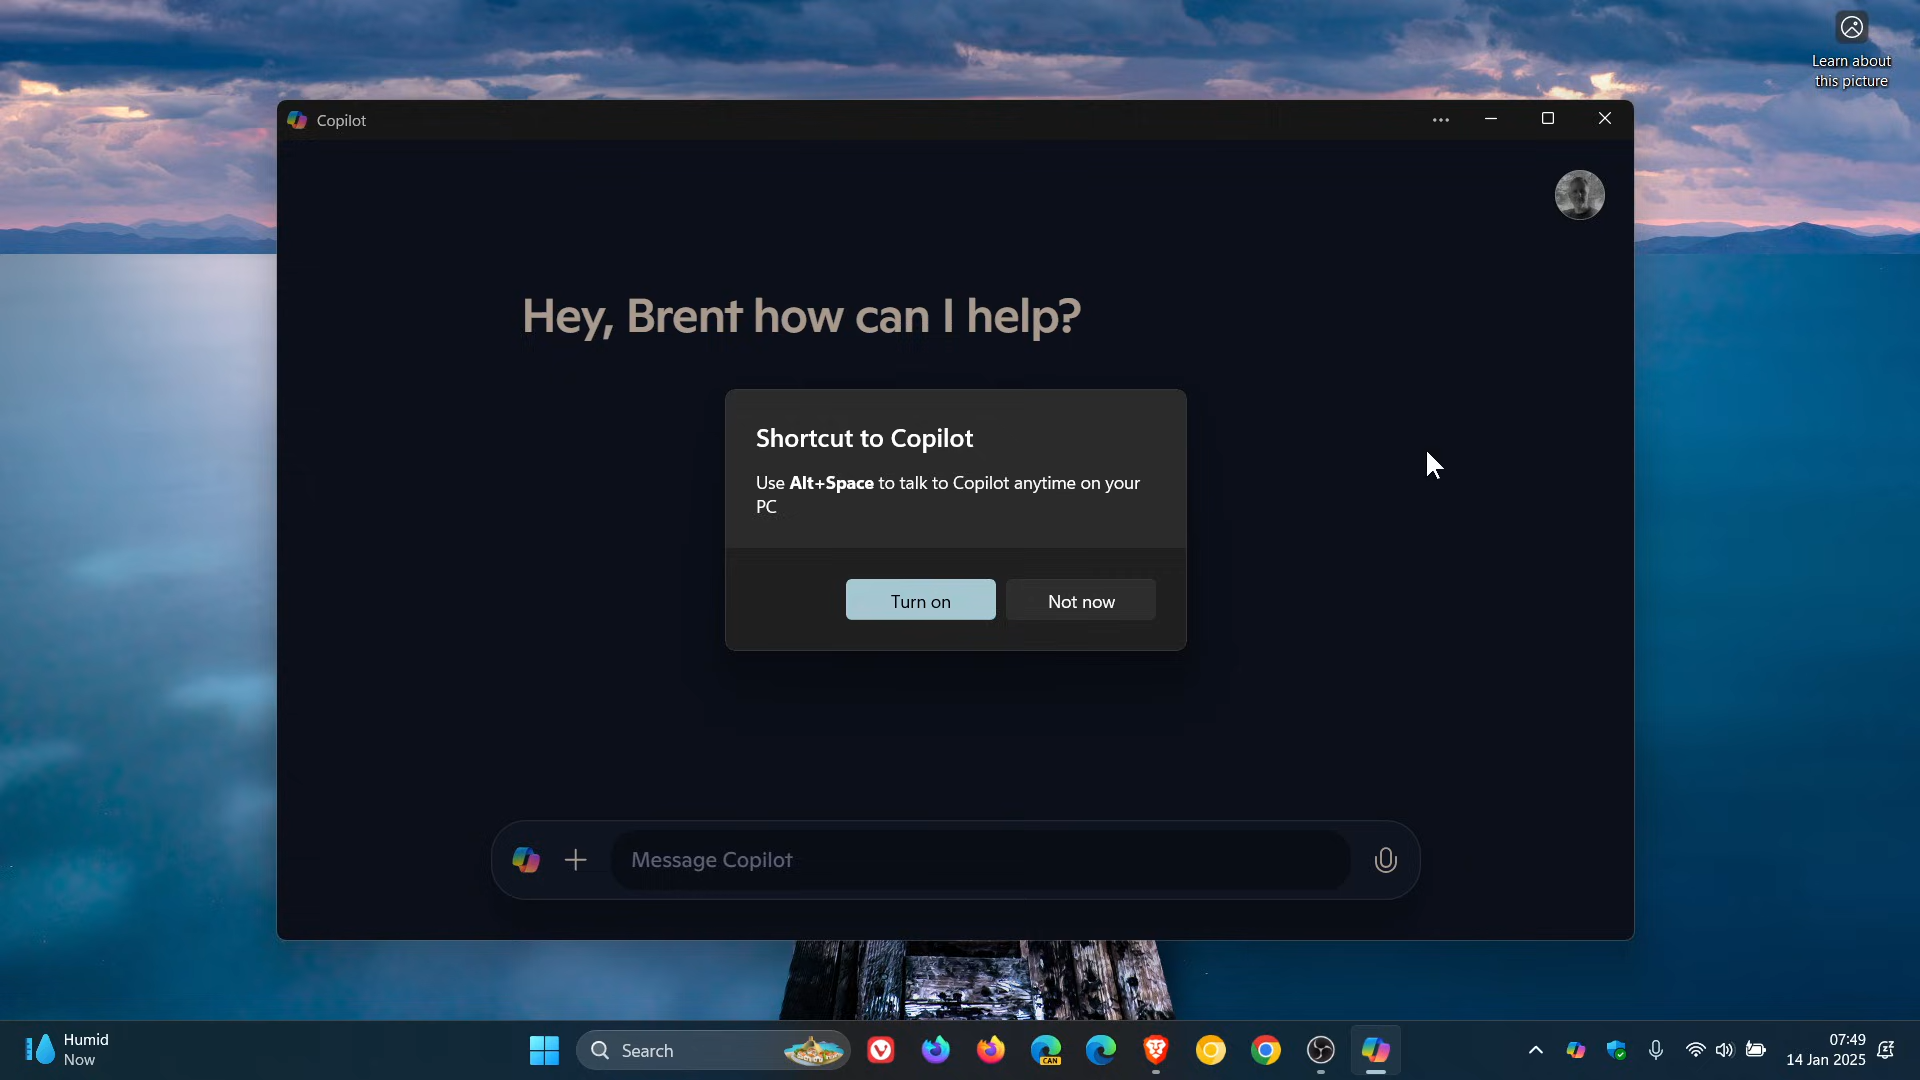 Learn about
this picture
Copilot
Hey, Brent how can I help?
Shortcut to Copilot
Use Alt+Space to talk to Copilot anytime on your
PC
Turn on
Not now
Message Copilot
Humid
Now
Search
CAN
07:49
14 Jan 2025